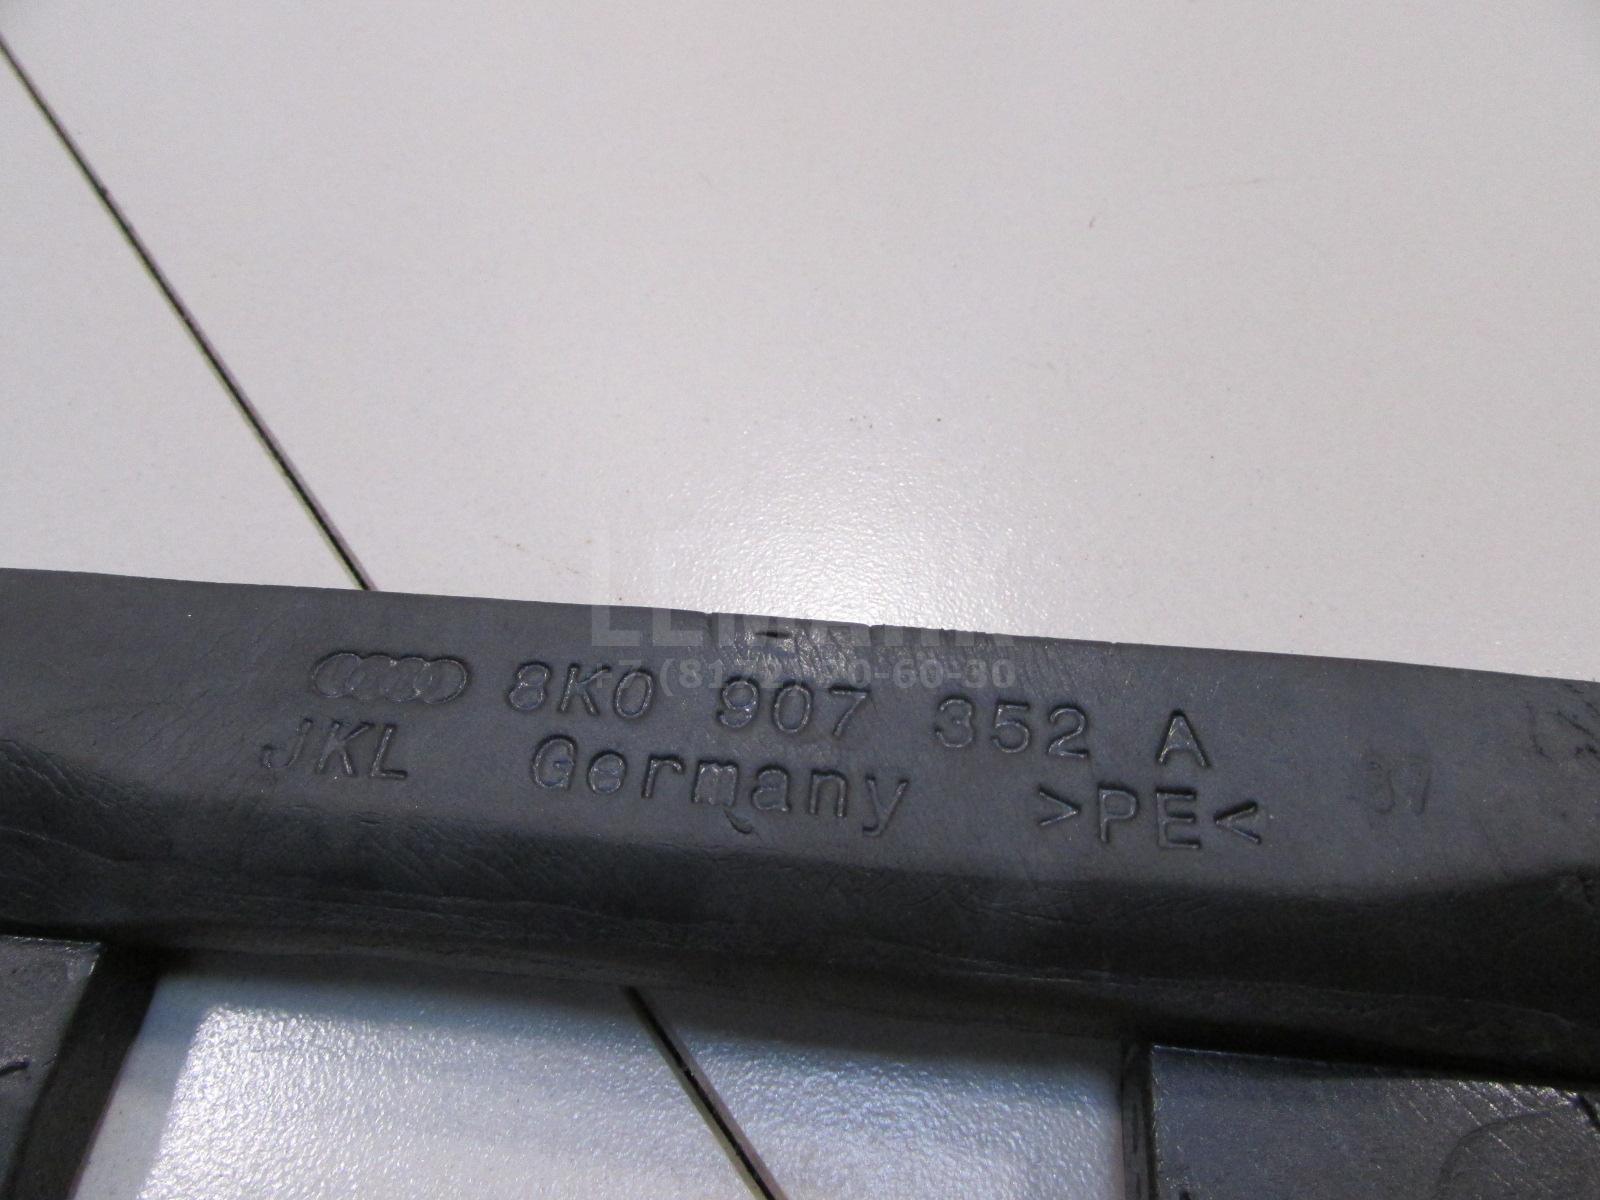 8K0 907 352 A
JKL Germany >PE<